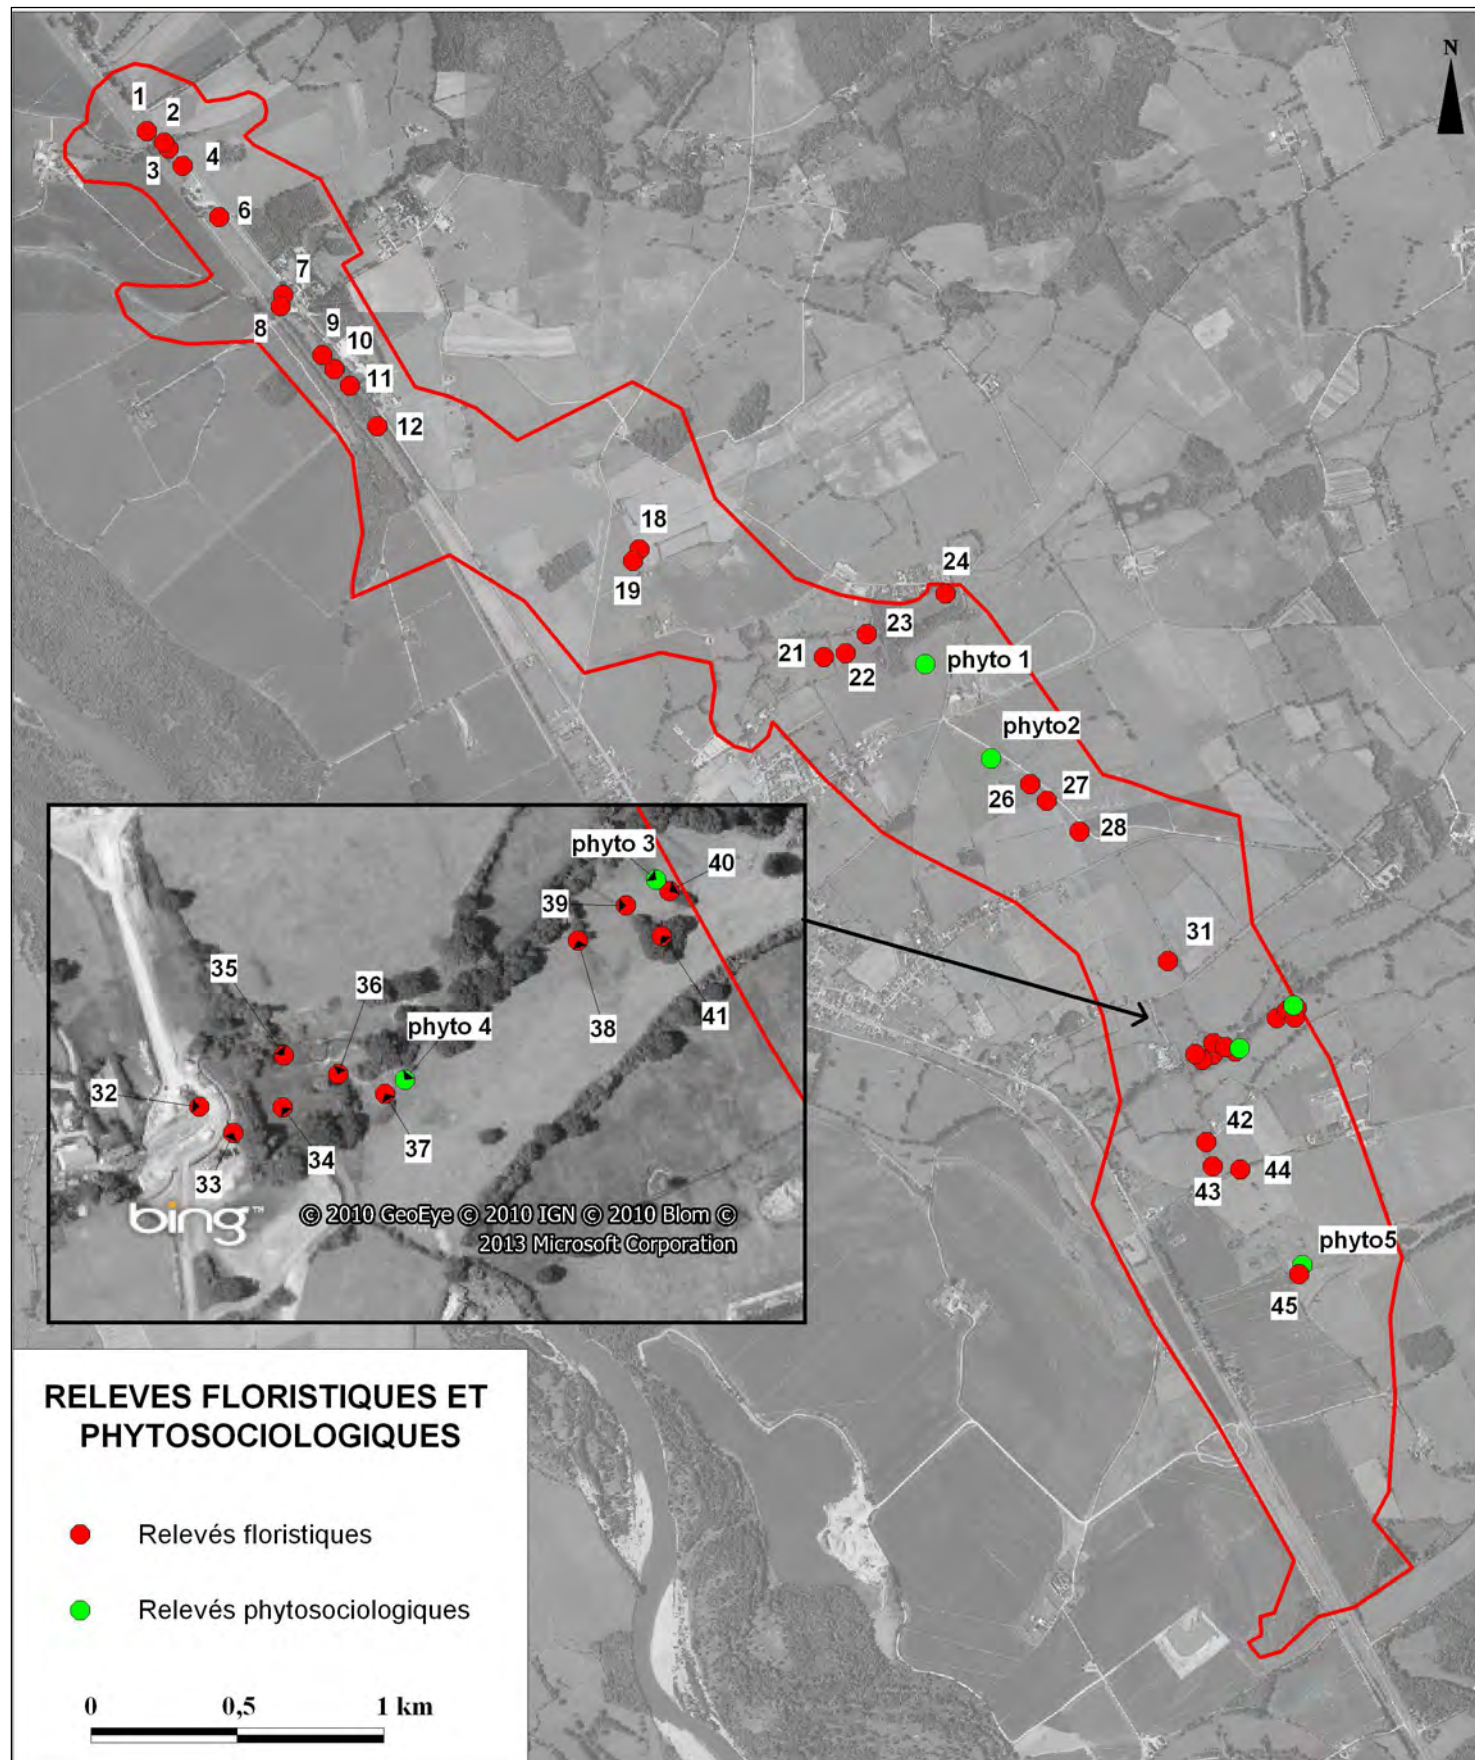 N
1
2
3
4
6
7
8
9
10
11
12
18
19
24
23
21
22
phyto 1
phyto2
26
27
28
31
phyto 3
40
39
35
36
38
41
phyto 4
32
34
37
33
bing™
© 2010 GeoEye © 2010 IGN © 2010 Blom ©
2013 Microsoft Corporation
42
43
44
phyto5
45
RELEVES FLORISTIQUES ET
PHYTOSOCIOLOGIQUES
Relevés floristiques
Relevés phytosociologiques
0 0,5 1 km